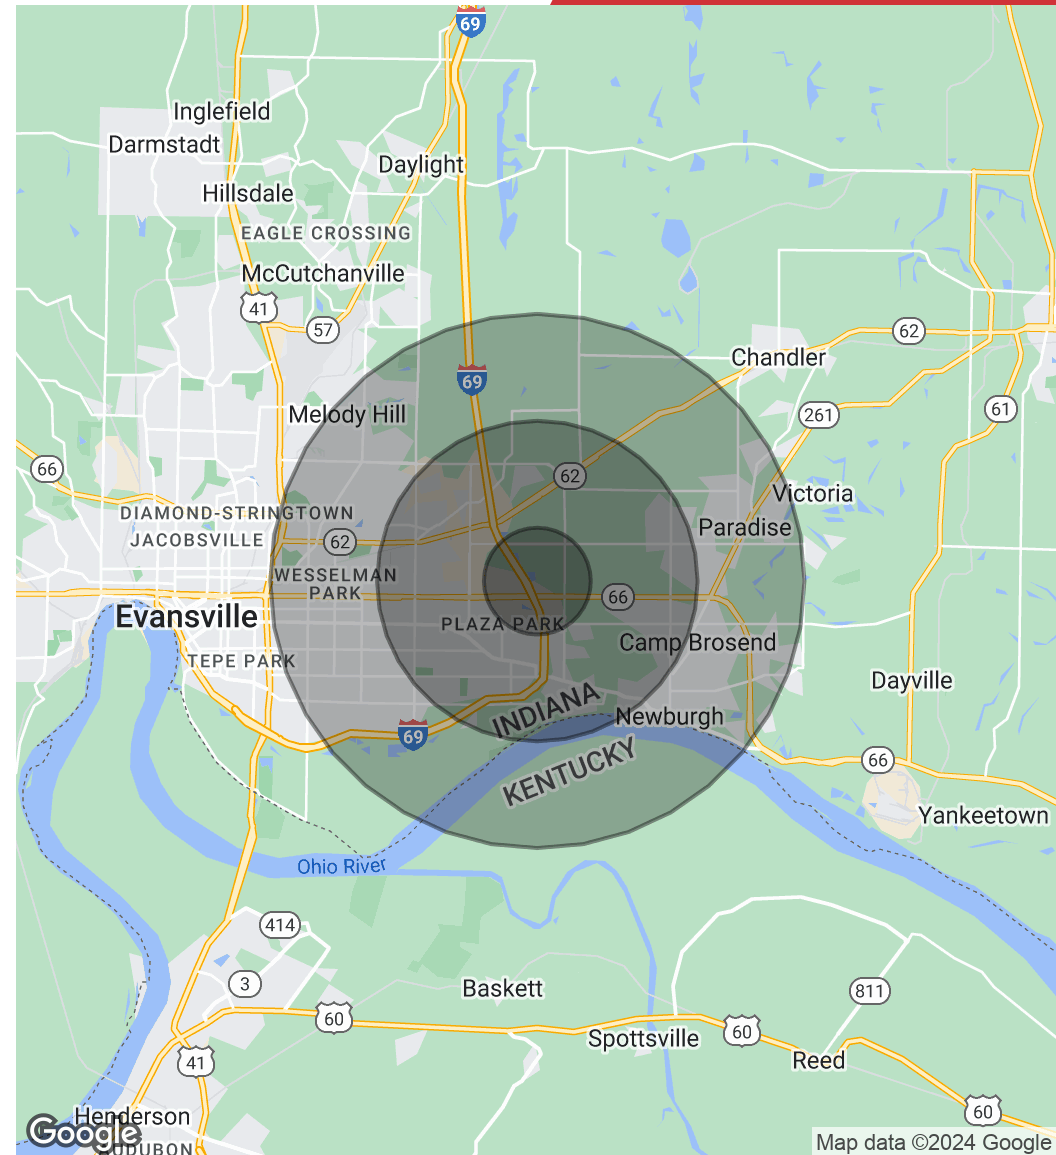 69
Inglefield
Darmstadt
Daylight
Hillsdale
EAGLE CROSSING
McCutchanville
41
57
62
Chandler
69
261
61
Melody Hill
66
62
Victoria
DIAMOND-STRINGTOWN
Paradise
JACOBSVILLE
62
WESSELMAN
PARK
66
Evansville
PLAZA PARK
Camp Brosend
TEPE PARK
Dayville
INDIANA
Newburgh
69
KENTUCKY
66
Yankeetown
Ohio River
414
3
Baskett
811
60
Spottsville
60
Reed
41
60
Henderson
Google
AUDUBON
Map data ©2024 Google